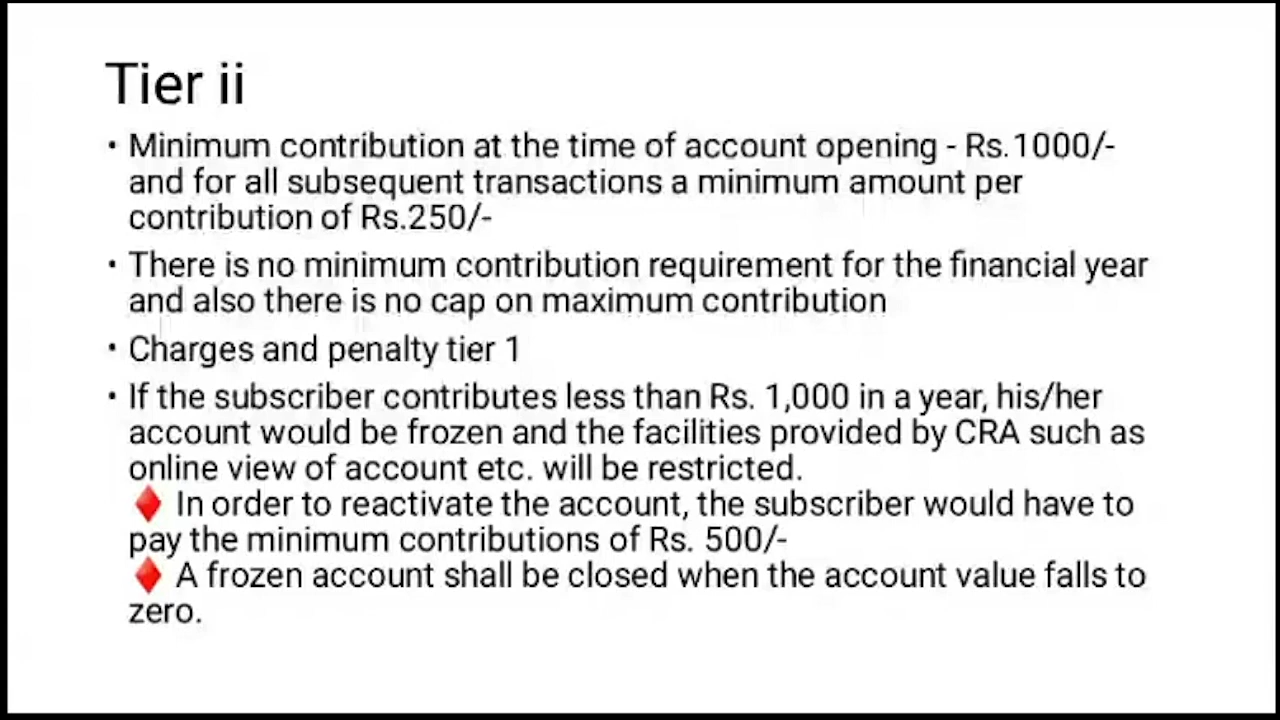 Tier ii
• Minimum contribution at the time of account opening - Rs.1000/-
and for all subsequent transactions a minimum amount per
contribution of Rs.250/-
• There is no minimum contribution requirement for the financial year
and also there is no cap on maximum contribution
• Charges and penalty tier 1
• If the subscriber contributes less than Rs. 1,000 in a year, his/her
account would be frozen and the facilities provided by CRA such as
online view of account etc. will be restricted.
♦️ In order to reactivate the account, the subscriber would have to
pay the minimum contributions of Rs. 500/-
♦️ A frozen account shall be closed when the account value falls to
zero.